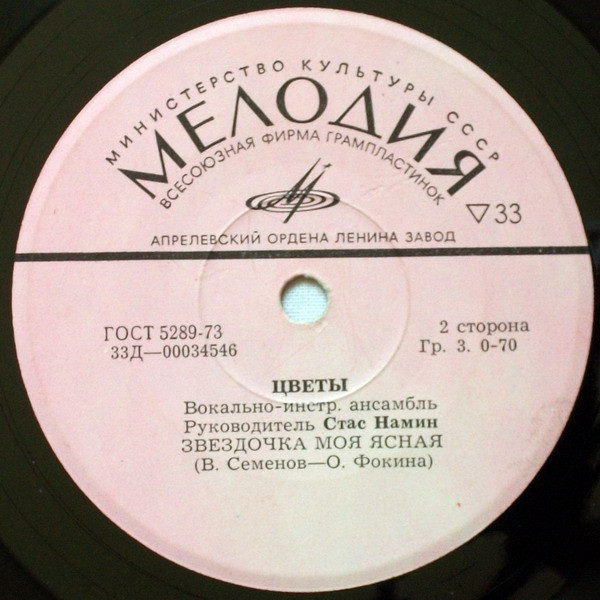 МИНИСТЕРСТВО КУЛЬТУРЫ СССР
МЕЛОДИЯ
ВСЕСОЮЗНАЯ ФИРМА ГРАМПЛАСТИНОК
▽33
АПРЕЛЕВСКИЙ ОРДЕНА ЛЕНИНА ЗАВОД
ГОСТ 5289-73
33Д—00034546
2 сторона
Гр. 3. 0-70
ЦВЕТЫ
Вокально-инстр. ансамбль
Руководитель Стас Намин
ЗВЕЗДОЧКА МОЯ ЯСНАЯ
(В. Семенов—О. Фокина)